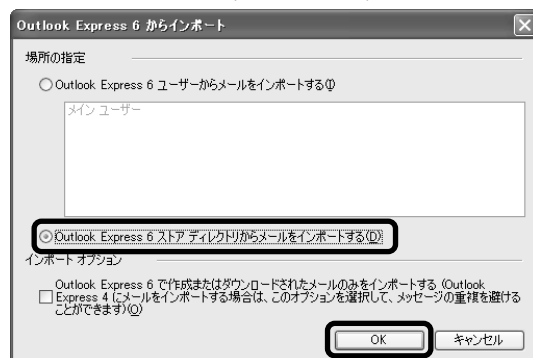 Outlook Express 6 からインポート
場所の指定
Outlook Express 6 ユーザーからメールをインポートする(I)
メイン ユーザー
Outlook Express 6 ストア ディレクトリからメールをインポートする(D)
インポート オプション
Outlook Express 6 で作成またはダウンロードされたメールのみをインポートする (Outlook
Express 4 にメールをインポートする場合は、このオプションを選択して、メッセージの重複を避ける
ことができます)(O)
OK
キャンセル